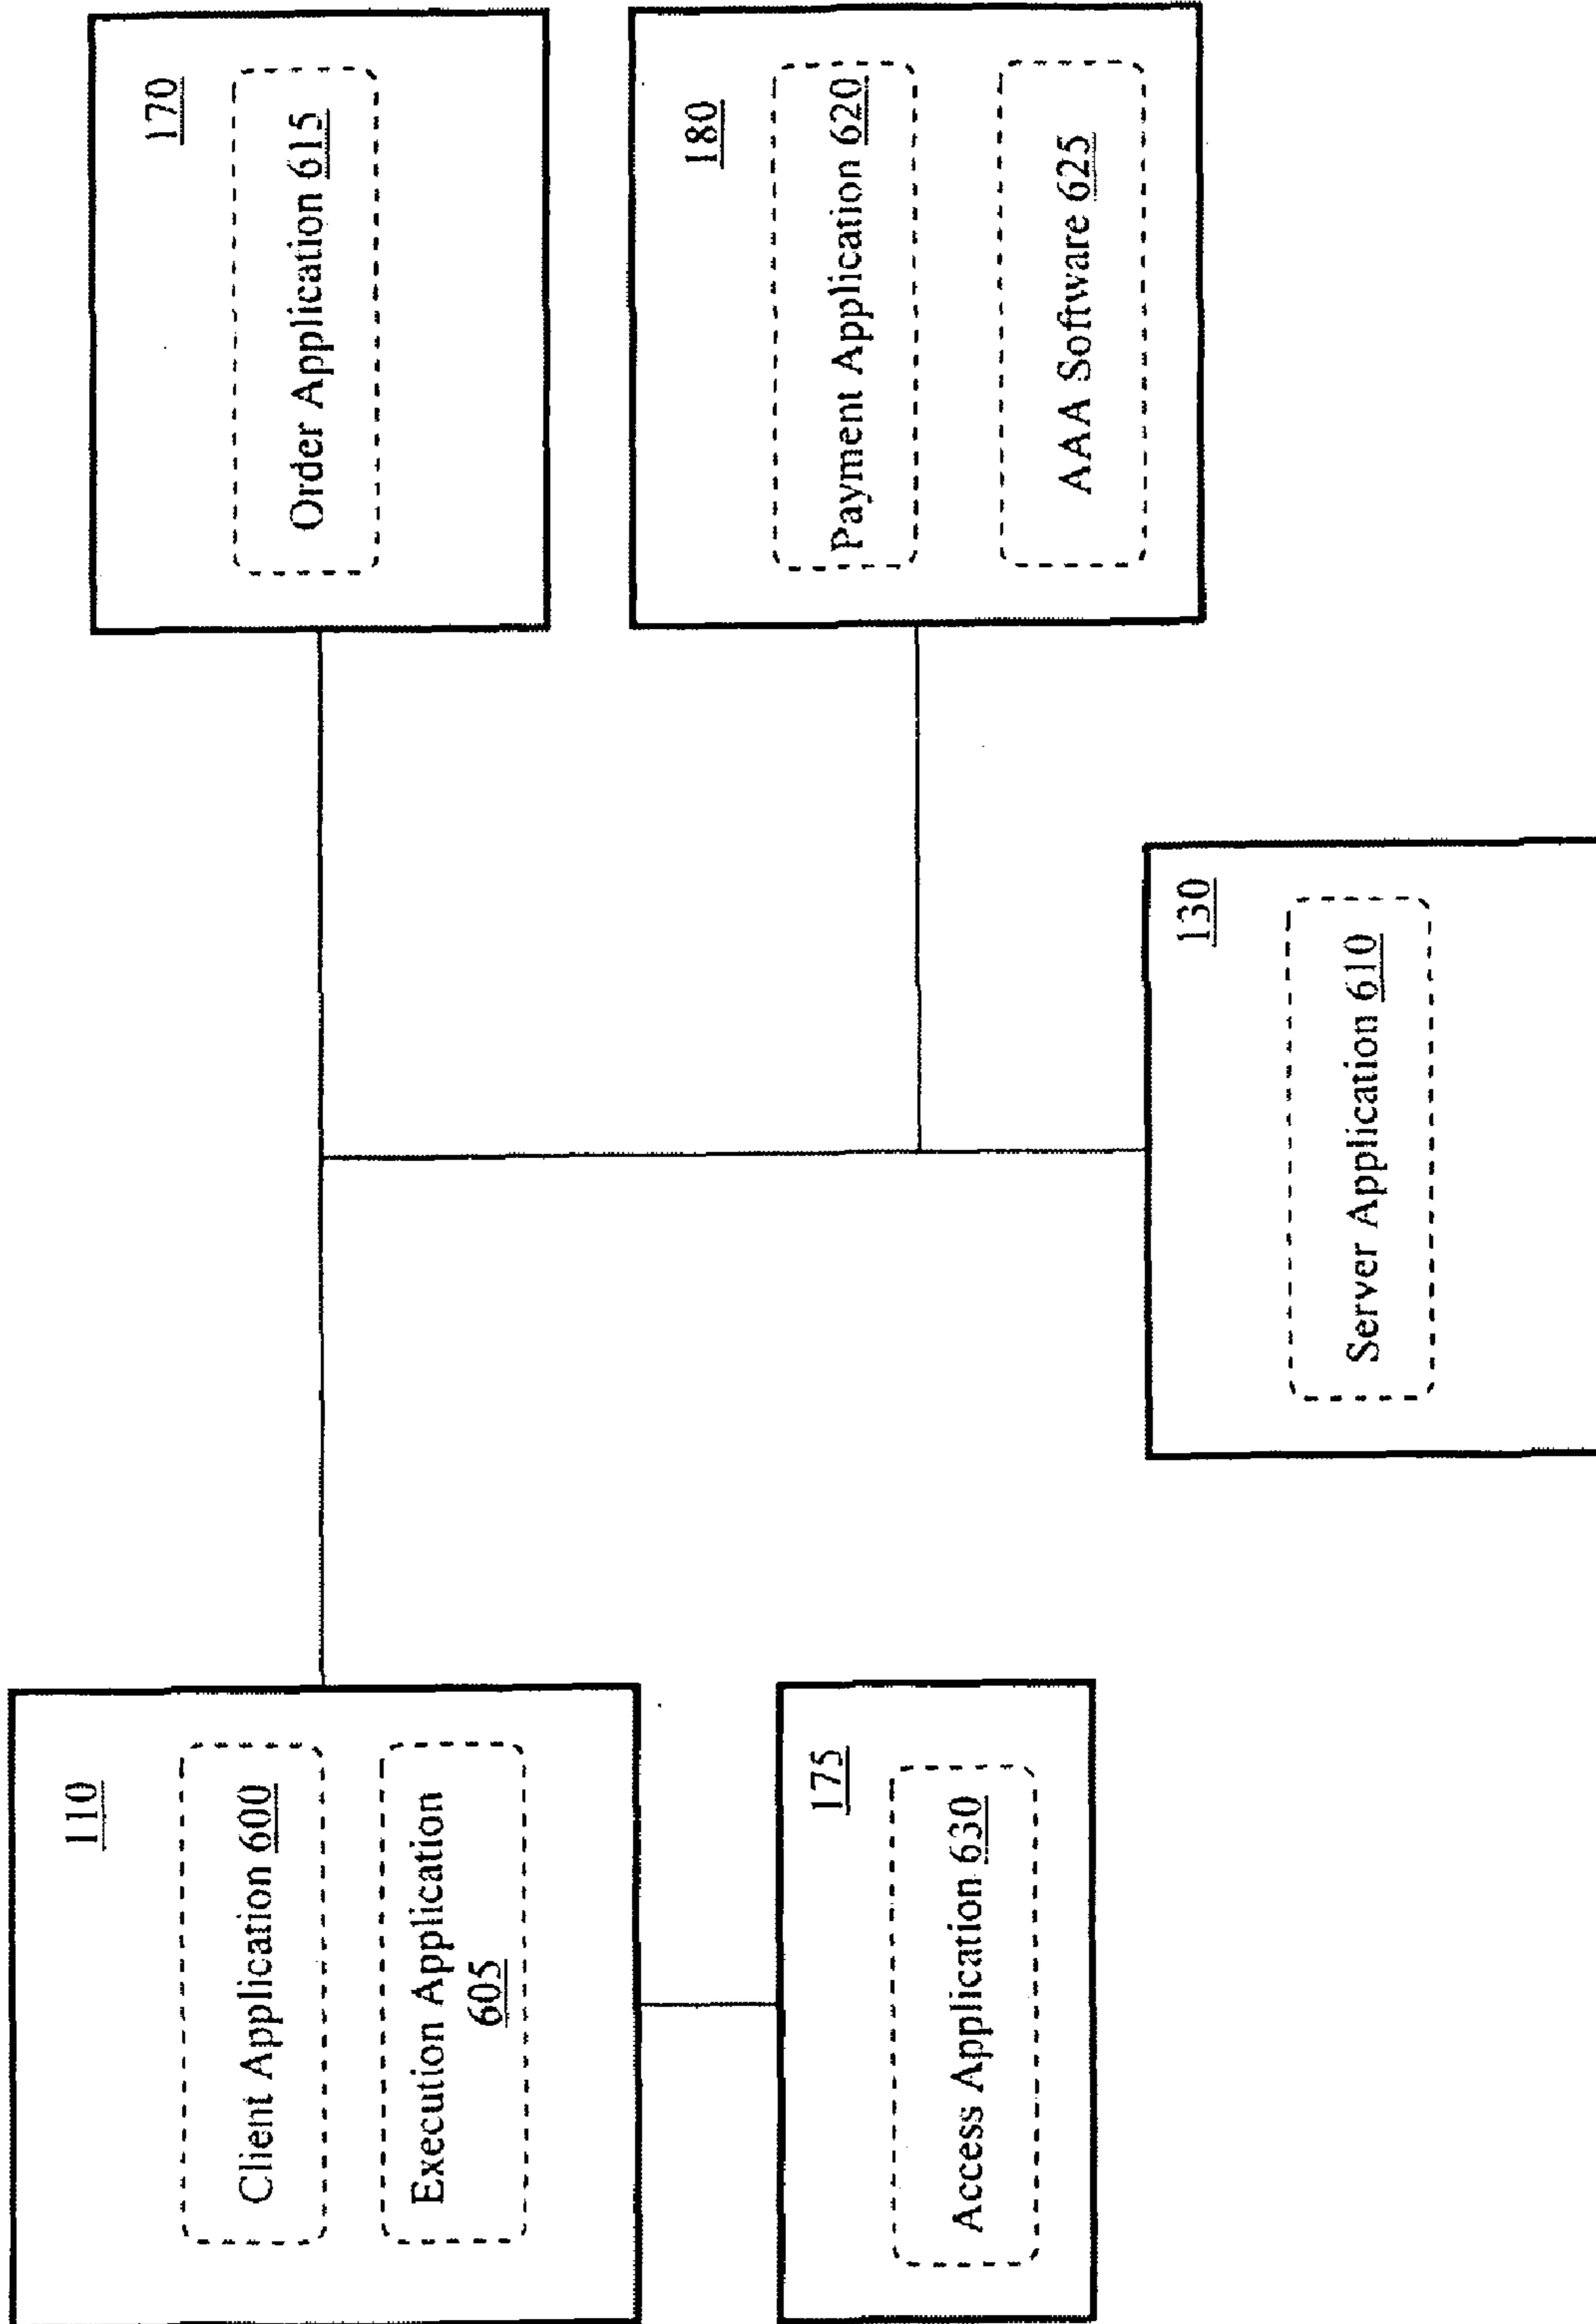 110
Client Application 600
Execution Application
605
175
Access Application 630
130
Server Application 610
170
Order Application 615
180
Payment Application 620
AAA Software 625